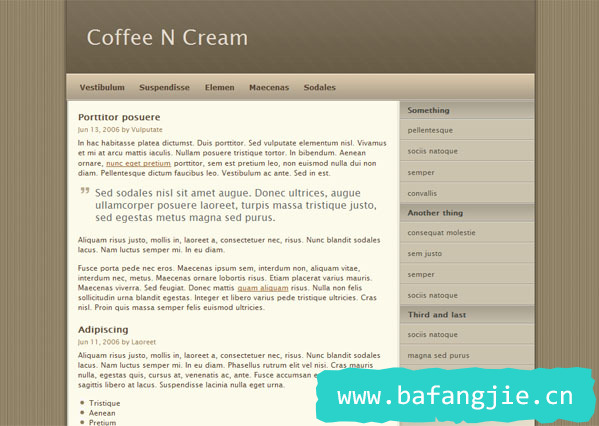 Coffee N Cream
Vestibulum Suspendisse Elemen Maecenas Sodales
Porttitor posuere
Jun 13, 2006 by Vulputate
In hac habitasse platea dictumst. Duis porttitor. Sed vulputate elementum nisl. Vivamus
et mi at arcu mattis iaculis. Nullam posuere tristique tortor. In bibendum. Aenean
ornare, nunc eget pretium porttitor, sem est pretium leo, non euismod nulla dui non
diam. Pellentesque dictum faucibus leo. Vestibulum ac ante. Sed in est.
" Sed sodales nisl sit amet augue. Donec ultrices, augue
ullamcorper posuere laoreet, turpis massa tristique justo,
sed egestas metus magna sed purus.
Aliquam risus justo, mollis in, laoreet a, consectetuer nec, risus. Nunc blandit sodales
lacus. Nam luctus semper mi. In eu diam.
Fusce porta pede nec eros. Maecenas ipsum sem, interdum non, aliquam vitae,
interdum nec, metus. Maecenas ornare lobortis risus. Etiam placerat varius mauris.
Maecenas viverra. Sed feugiat. Donec mattis quam aliquam risus. Nulla non felis
sollicitudin urna blandit egestas. Integer et libero varius pede tristique ultricies. Cras
nisl. Proin quis massa semper felis euismod ultricies.
Adipiscing
Jun 11, 2006 by Laoreet
Aliquam risus justo, mollis in, laoreet a, consectetuer nec, risus. Nunc blandit sodales
lacus. Nam luctus semper mi. In eu diam. Phasellus rutrum elit vel nisi. Cras mauris
nulla, egestas quis, cursus at, venenatis ac, ante. Fusce accumsan e
sagittis libero at lacus. Suspendisse lacinia nulla eget urna.
Tristique
Aenean
Pretium
Something
pellentesque
sociis natoque
semper
convallis
Another thing
consequat molestie
sem justo
semper
sociis natoque
Third and last
sociis natoque
magna sed purus
www.bafangjie.cn